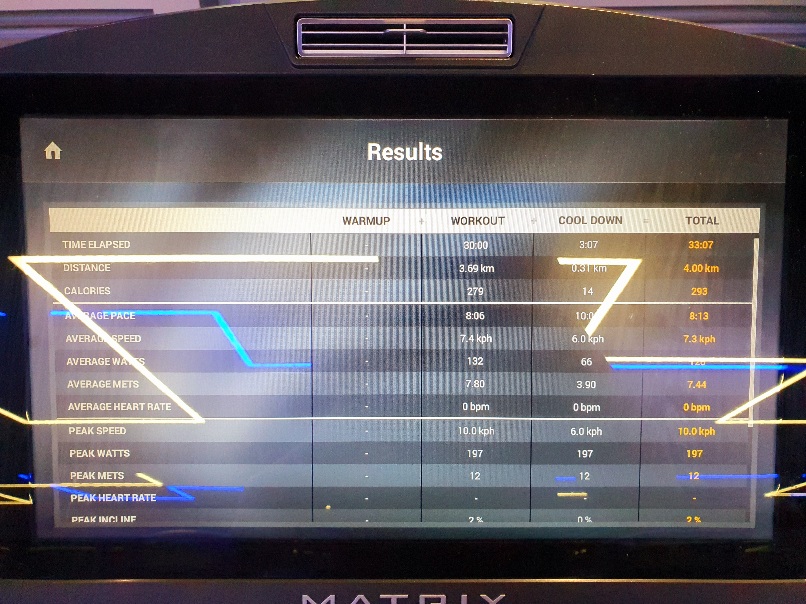 Results
WARMUP + WORKOUT + COOL DOWN = TOTAL
TIME ELAPSED - 30:00 3:07 33:07
DISTANCE - 3.69 km 0.31 km 4.00 km
CALORIES - 279 14 293
AVERAGE PACE - 8:06 8:13
AVERAGE SPEED - 7.4 kph 6.0 kph 7.3 kph
AVERAGE WATTS - 132 66
AVERAGE METS - 7.80 3.90 7.44
AVERAGE HEART RATE - 0 bpm 0 bpm 0 bpm
PEAK SPEED - 10.0 kph 6.0 kph 10.0 kph
PEAK WATTS - 197 197 197
PEAK METS - 12 12 12
PEAK HEART RATE - - - -
PEAK INCLINE - 2 % 0 % 2 %
MATRIX